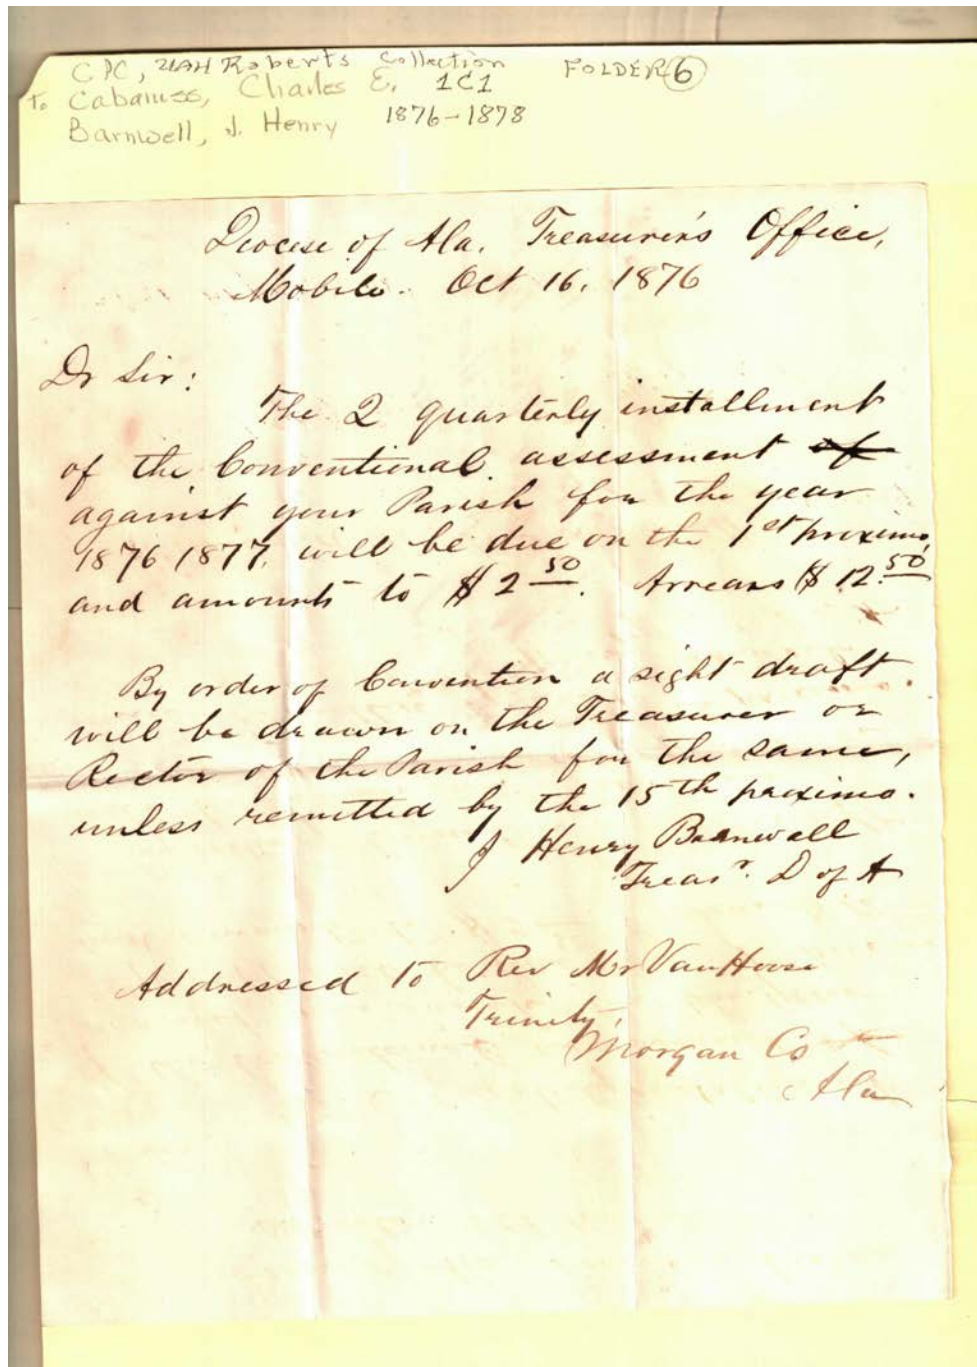 CPC, UAH Roberts Collection FOLDER 6
To Cabaniss, Charles E. 1C1
Barnwell, J. Henry 1876-1878
Diocese of Ala. Treasurer's Office,
Mobile. Oct 16, 1876
Dr Sir:
The 2 quarterly installment
of the Conventional assessment of
against your Parish for the year
1876 1877, will be due on the 1st proximo,
and amounts to $2 50. Arrears $12.50
By order of Convention a sight draft
will be drawn on the Treasurer or
Rector of the Parish for the same,
unless remitted by the 15th proximo.
J Henry Barnwell
Treasr. D of A
Addressed to Rev Mr VanHoose
Trinity,
Morgan Co
Ala